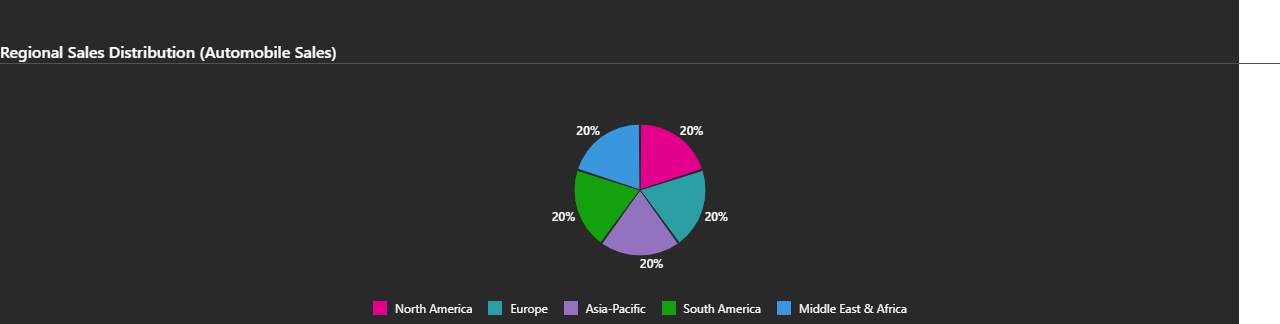 Regional Sales Distribution (Automobile Sales)
20% 20%
20% 20%
20%
North America Europe Asia-Pacific South America Middle East & Africa